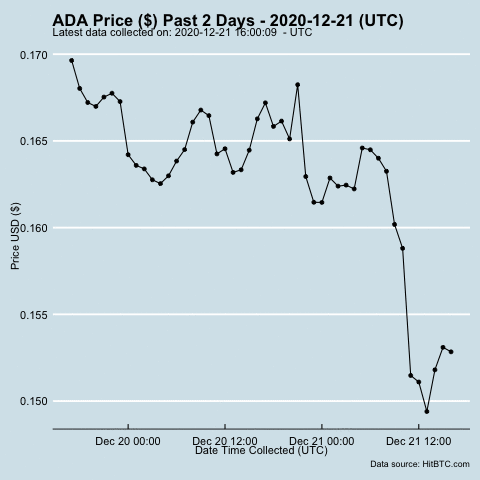 ADA Price ($) Past 2 Days - 2020-12-21 (UTC)
Latest data collected on: 2020-12-21 16:00:09  - UTC
0.170
0.165
0.160
0.155
0.150
Price USD ($)
Dec 20 00:00
Dec 20 12:00
Dec 21 00:00
Dec 21 12:00
Date Time Collected (UTC)
Data source: HitBTC.com